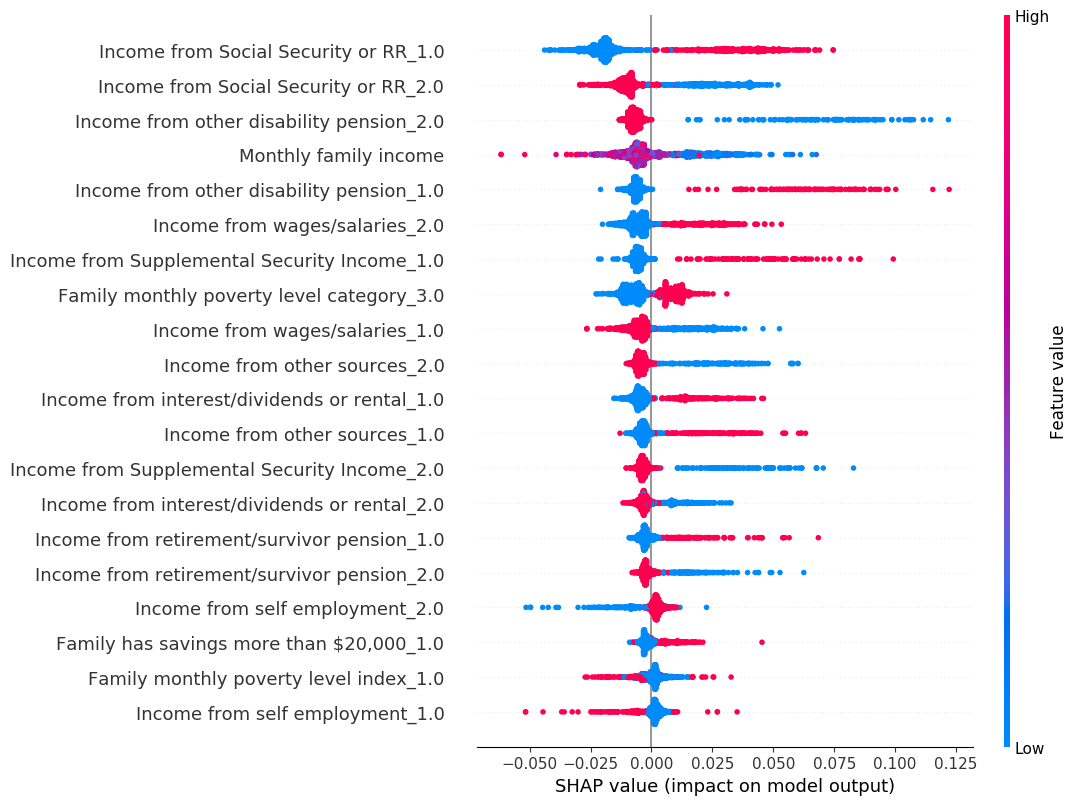 High
Income from Social Security or RR_1.0
Income from Social Security or RR_2.0
Income from other disability pension_2.0
Monthly family income
Income from other disability pension_1.0
Income from wages/salaries_2.0
Income from Supplemental Security Income_1.0
Family monthly poverty level category_3.0
Income from wages/salaries_1.0
Income from other sources_2.0
Income from interest/dividends or rental_1.0
Income from other sources_1.0
Income from Supplemental Security Income_2.0
Income from interest/dividends or rental_2.0
Income from retirement/survivor pension_1.0
Income from retirement/survivor pension_2.0
Income from self employment_2.0
Family has savings more than $20,000_1.0
Family monthly poverty level index_1.0
Income from self employment_1.0
Feature value
Low
−0.050 −0.025 0.000 0.025 0.050 0.075 0.100 0.125
SHAP value (impact on model output)